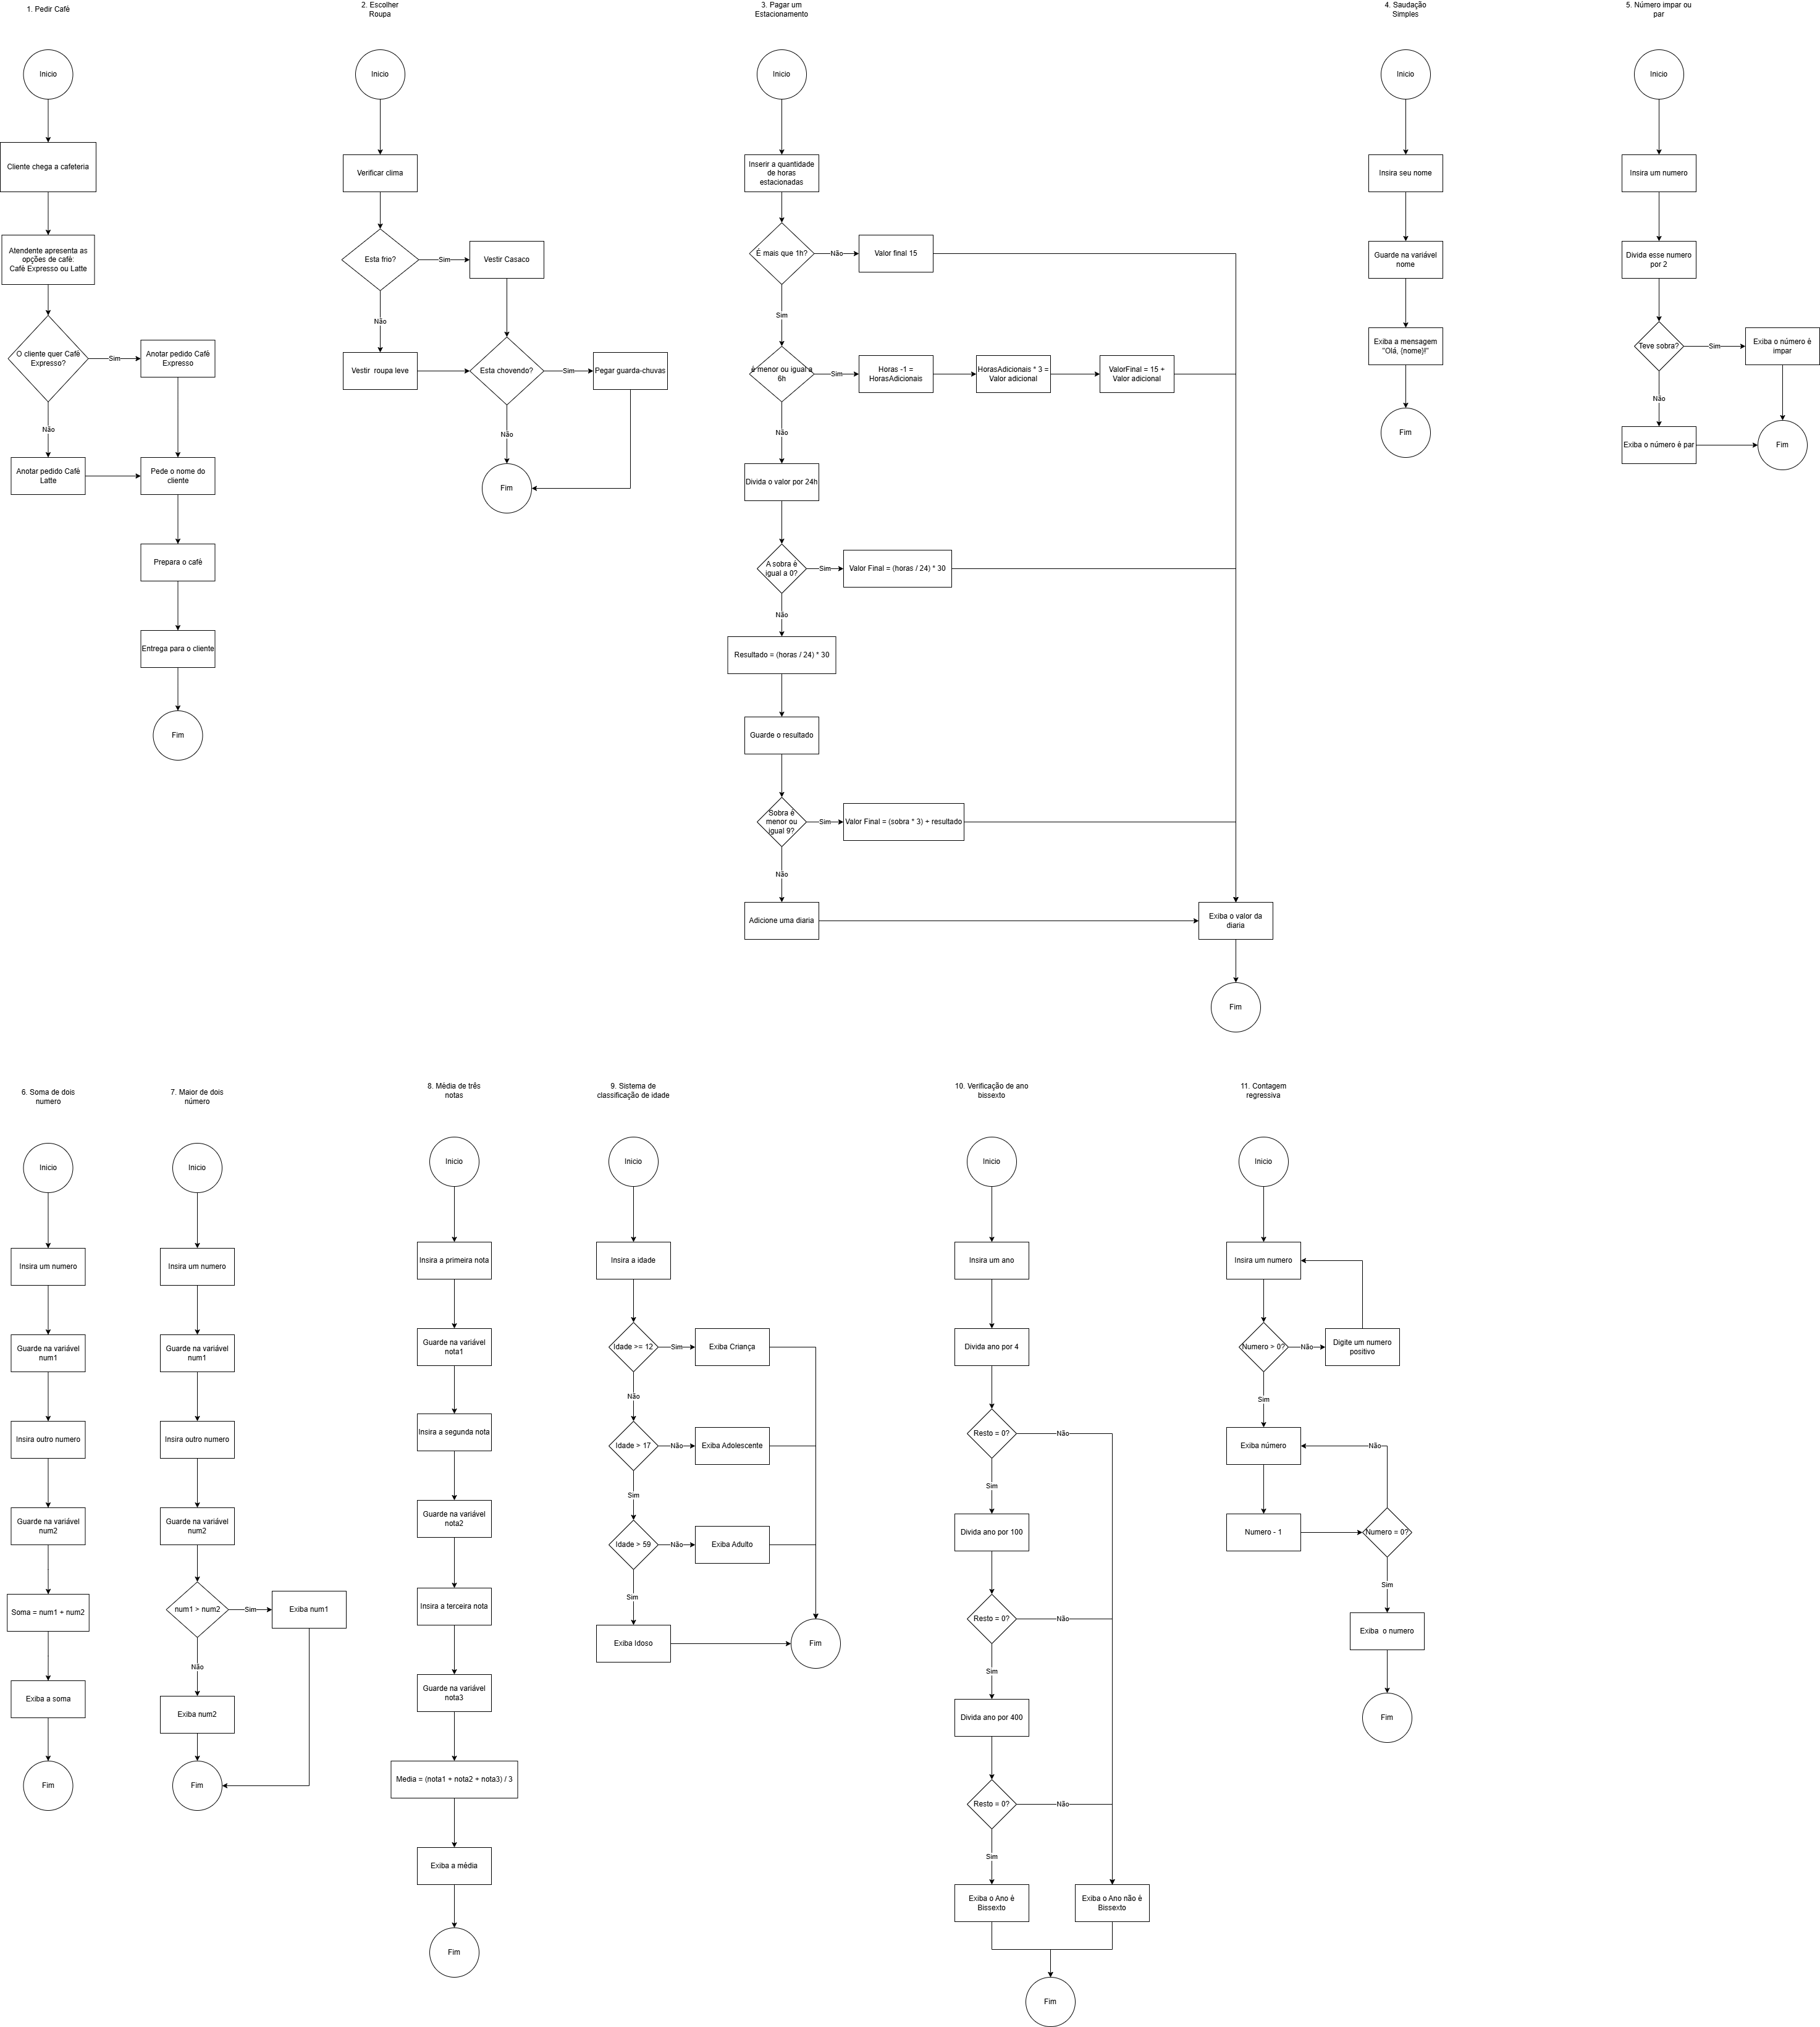 1. Pedir Café
Inicio
Cliente chega a cafeteria
Atendente apresenta as
opções de café:
Café Expresso ou Latte
O cliente quer Café
Expresso?
Sim
Anotar pedido Café
Expresso
Não
Anotar pedido Café
Latte
Pede o nome do
cliente
Prepara o café
Entrega para o cliente
Fim
2. Escolher
Roupa
Inicio
Verificar clima
Esta frio?
Sim
Vestir Casaco
Não
Vestir roupa leve
Esta chovendo?
Sim
Pegar guarda-chuvas
Não
Fim
3. Pagar um
Estacionamento
Inicio
Inserir a quantidade
de horas
estacionadas
É mais que 1h?
Não
Valor final 15
Sim
é menor ou igual a
6h
Sim
Horas -1 =
HorasAdicionais
HorasAdicionais * 3 =
Valor adicional
ValorFinal = 15 +
Valor adicional
Não
Divida o valor por 24h
A sobra é
igual a 0?
Sim
Valor Final = (horas / 24) * 30
Não
Resultado = (horas / 24) * 30
Guarde o resultado
Sobra é
menor ou
igual 9?
Sim
Valor Final = (sobra * 3) + resultado
Não
Adicione uma diaria
Exiba o valor da
diaria
Fim
4. Saudação
Simples
Inicio
Insira seu nome
Guarde na variável
nome
Exiba a mensagem
"Olá, {nome}!"
Fim
5. Número impar ou
par
Inicio
Insira um numero
Divida esse numero
por 2
Teve sobra?
Sim
Exiba o número é
impar
Não
Exiba o número é par
Fim
6. Soma de dois
numero
Inicio
Insira um numero
Guarde na variável
num1
Insira outro numero
Guarde na variável
num2
Soma = num1 + num2
Exiba a soma
Fim
7. Maior de dois
número
Inicio
Insira um numero
Guarde na variável
num1
Insira outro numero
Guarde na variável
num2
num1 > num2
Sim
Exiba num1
Não
Exiba num2
Fim
8. Média de três
notas
Inicio
Insira a primeira nota
Guarde na variável
nota1
Insira a segunda nota
Guarde na variável
nota2
Insira a terceira nota
Guarde na variável
nota3
Media = (nota1 + nota2 + nota3) / 3
Exiba a média
Fim
9. Sistema de
classificação de idade
Inicio
Insira a idade
Idade >= 12
Sim
Exiba Criança
Não
Idade > 17
Não
Exiba Adolescente
Sim
Idade > 59
Não
Exiba Adulto
Sim
Exiba Idoso
Fim
10. Verificação de ano
bissexto
Inicio
Insira um ano
Divida ano por 4
Resto = 0?
Não
Sim
Divida ano por 100
Resto = 0?
Não
Sim
Divida ano por 400
Resto = 0?
Não
Sim
Exiba o Ano é
Bissexto
Exiba o Ano não é
Bissexto
Fim
11. Contagem
regressiva
Inicio
Insira um numero
Numero > 0?
Não
Digite um numero
positivo
Sim
Exiba número
Não
Numero - 1
Numero = 0?
Sim
Exiba o numero
Fim